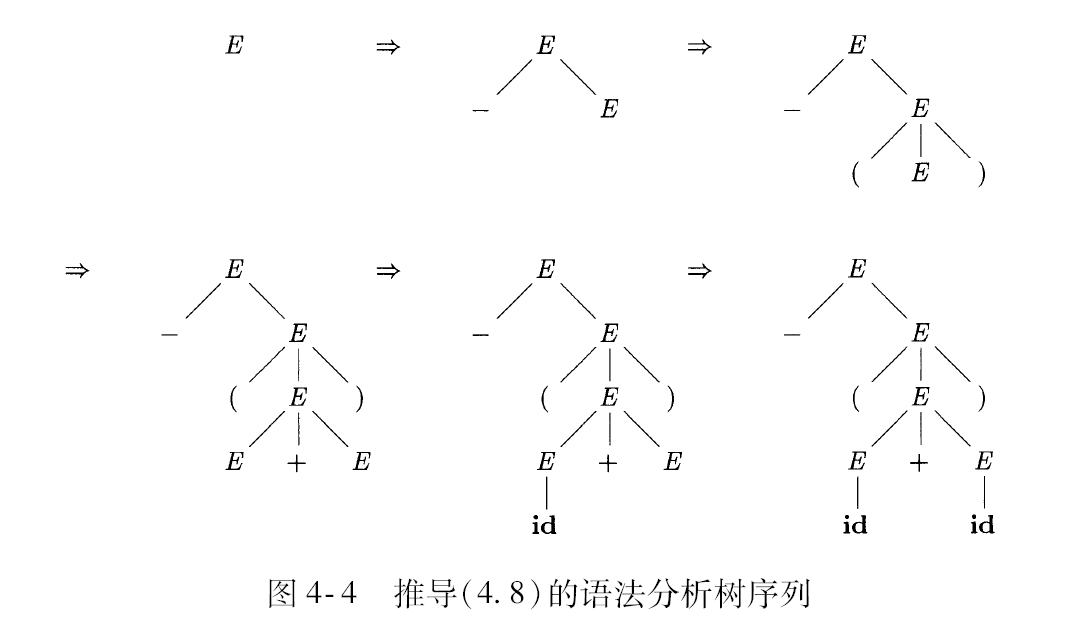 E ⇒ E ⇒ E
− E − E
( E )
⇒ E ⇒ E ⇒ E
− E − E − E
( E ) ( E ) ( E )
E + E E + E E + E
id id id
图 4-4 推导(4.8)的语法分析树序列